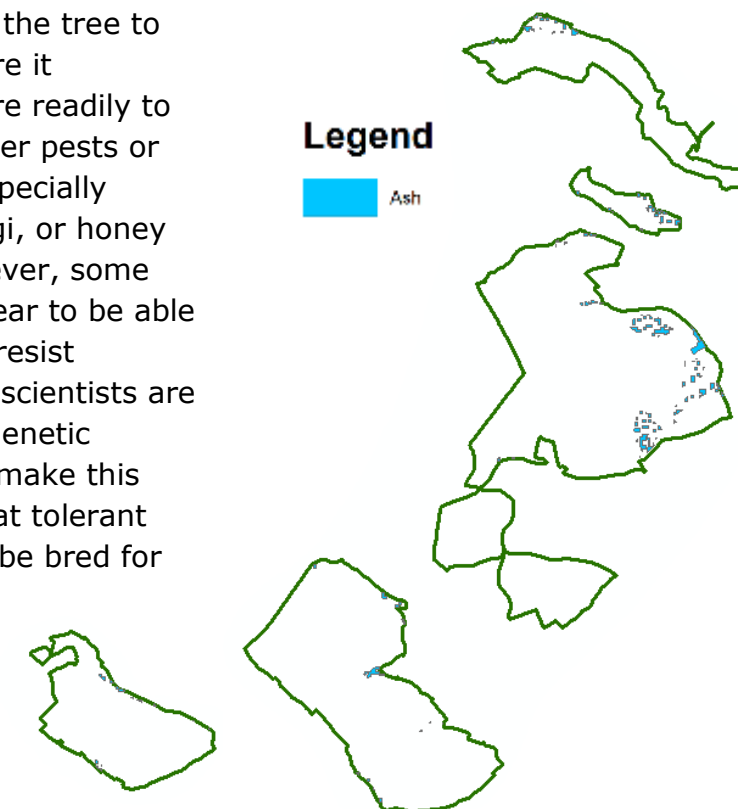 the tree to
re it
re readily to
er pests or
pecially
gi, or honey
ever, some
ear to be able
resist
scientists are
enetic
make this
at tolerant
be bred for
Legend
Ash